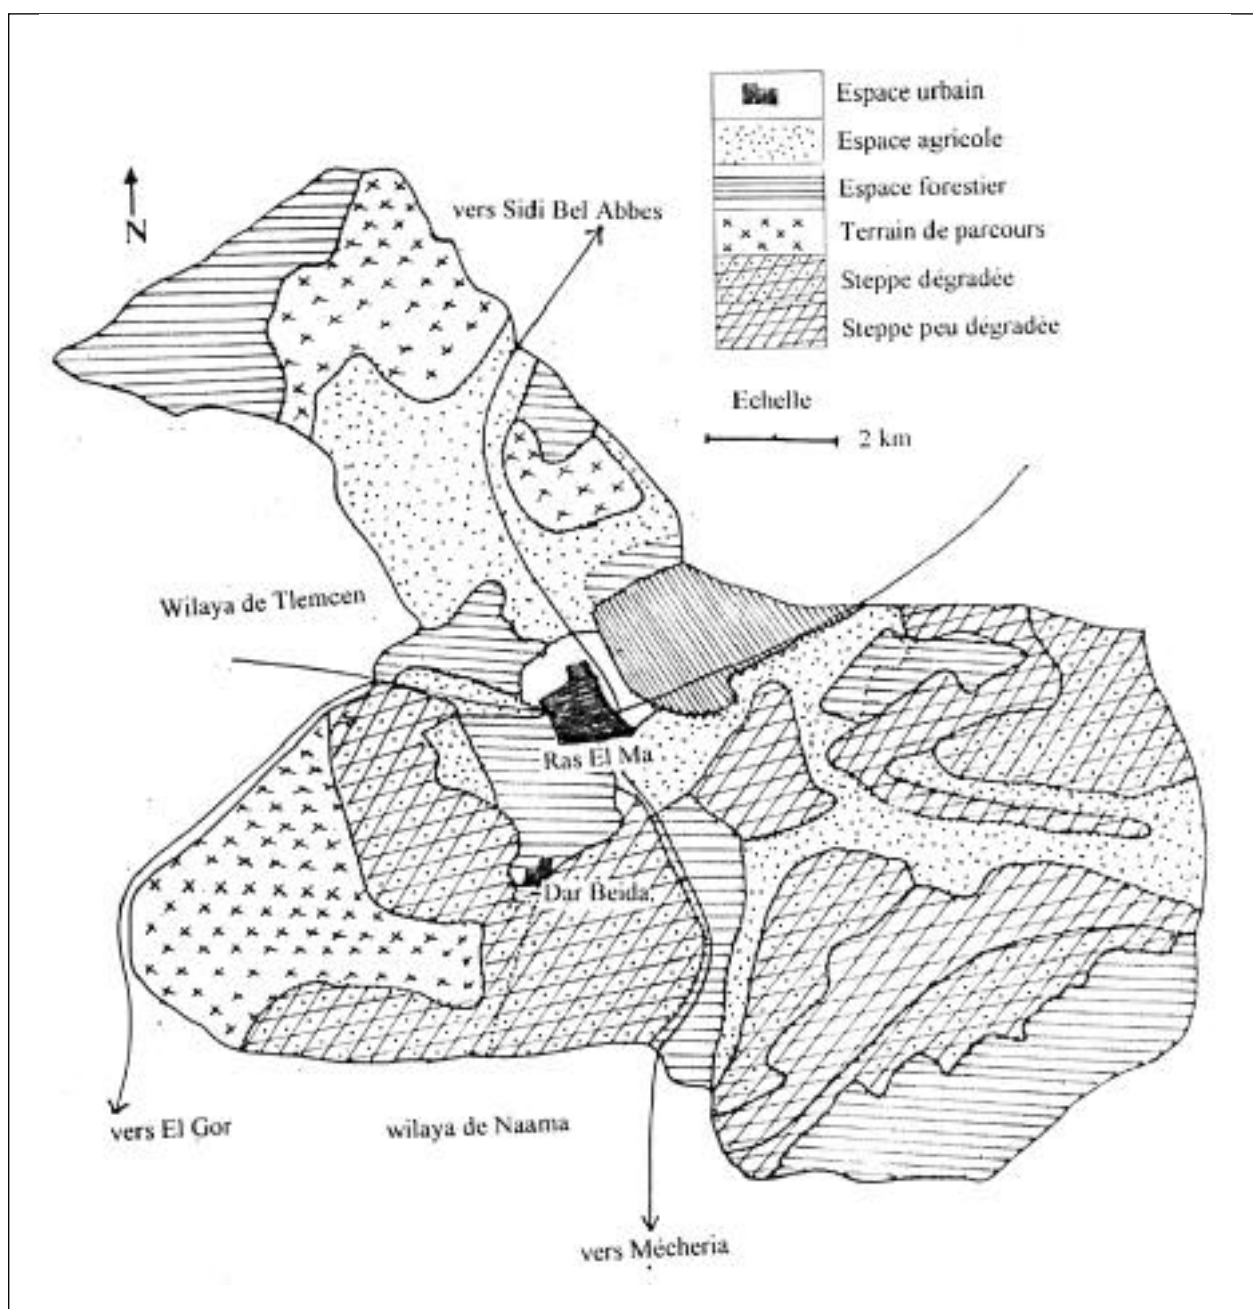 Espace urbain
Espace agricole
Espace forestier
Terrain de parcours
Steppe dégradée
Steppe peu dégradée
Echelle
2 km
N
vers Sidi Bel Abbes
Wilaya de Tlemcen
Ras El Ma
Dar Beida
vers El Gor
wilaya de Naama
vers Mécheria